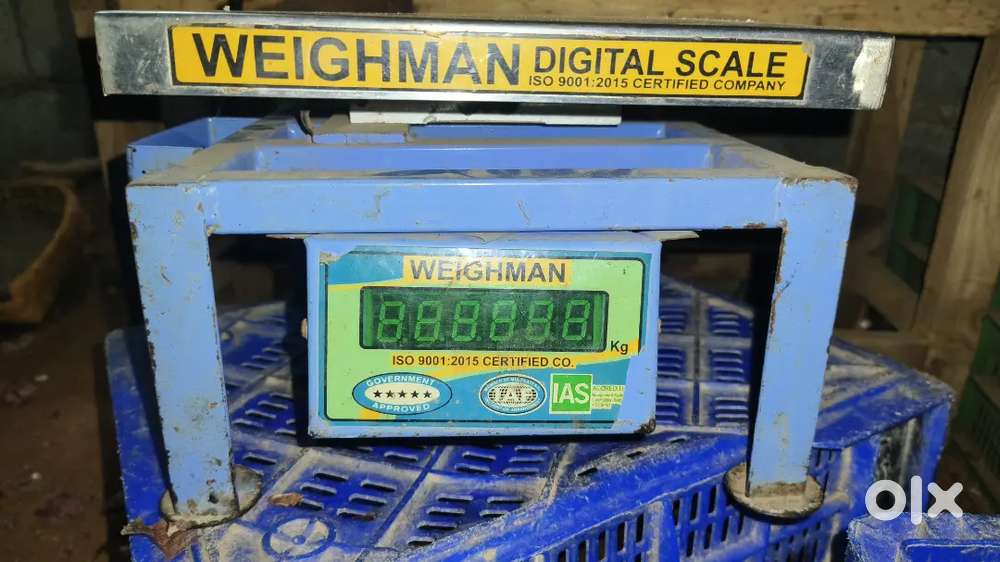 WEIGHMAN DIGITAL SCALE
ISO 9001:2015 CERTIFIED COMPANY
WEIGHMAN
Kg
ISO 9001:2015 CERTIFIED CO.
GOVERNMENT
APPROVED
IAS
olx